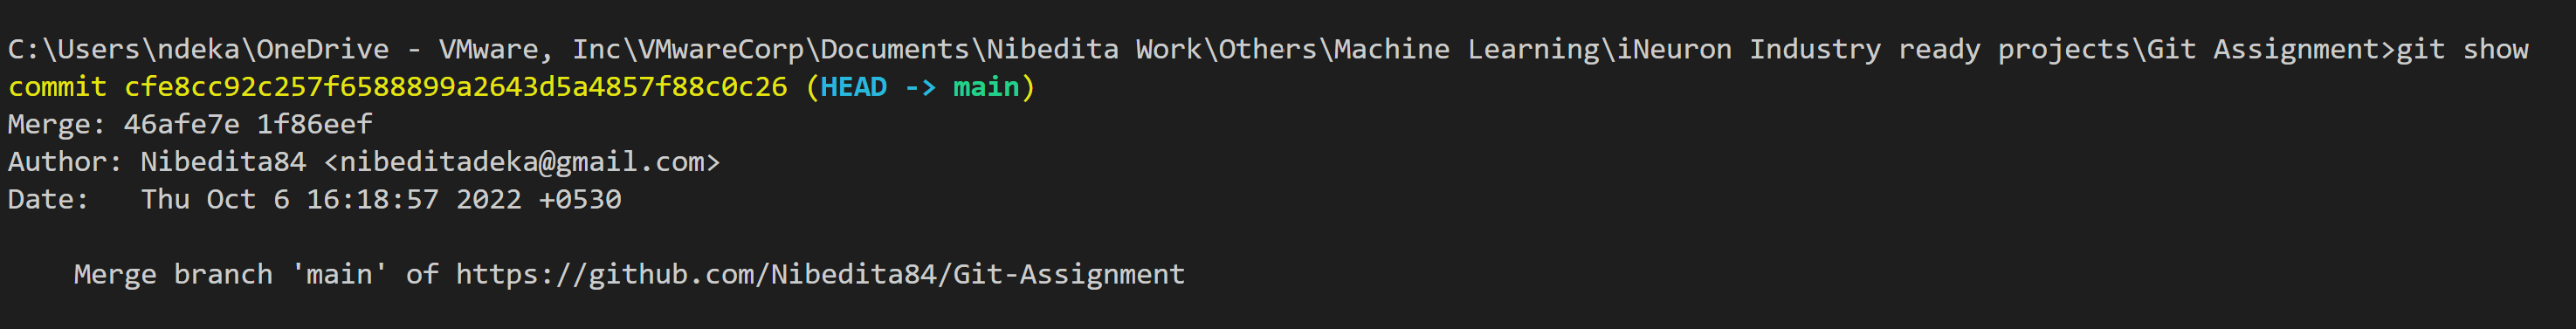 C:\Users\ndeka\OneDrive - VMware, Inc\VMwareCorp\Documents\Nibedita Work\Others\Machine Learning\iNeuron Industry ready projects\Git Assignment>git show
commit cfe8cc92c257f6588899a2643d5a4857f88c0c26 (HEAD -> main)
Merge: 46afe7e 1f86eef
Author: Nibedita84 <nibeditadeka@gmail.com>
Date:   Thu Oct 6 16:18:57 2022 +0530
    Merge branch 'main' of https://github.com/Nibedita84/Git-Assignment